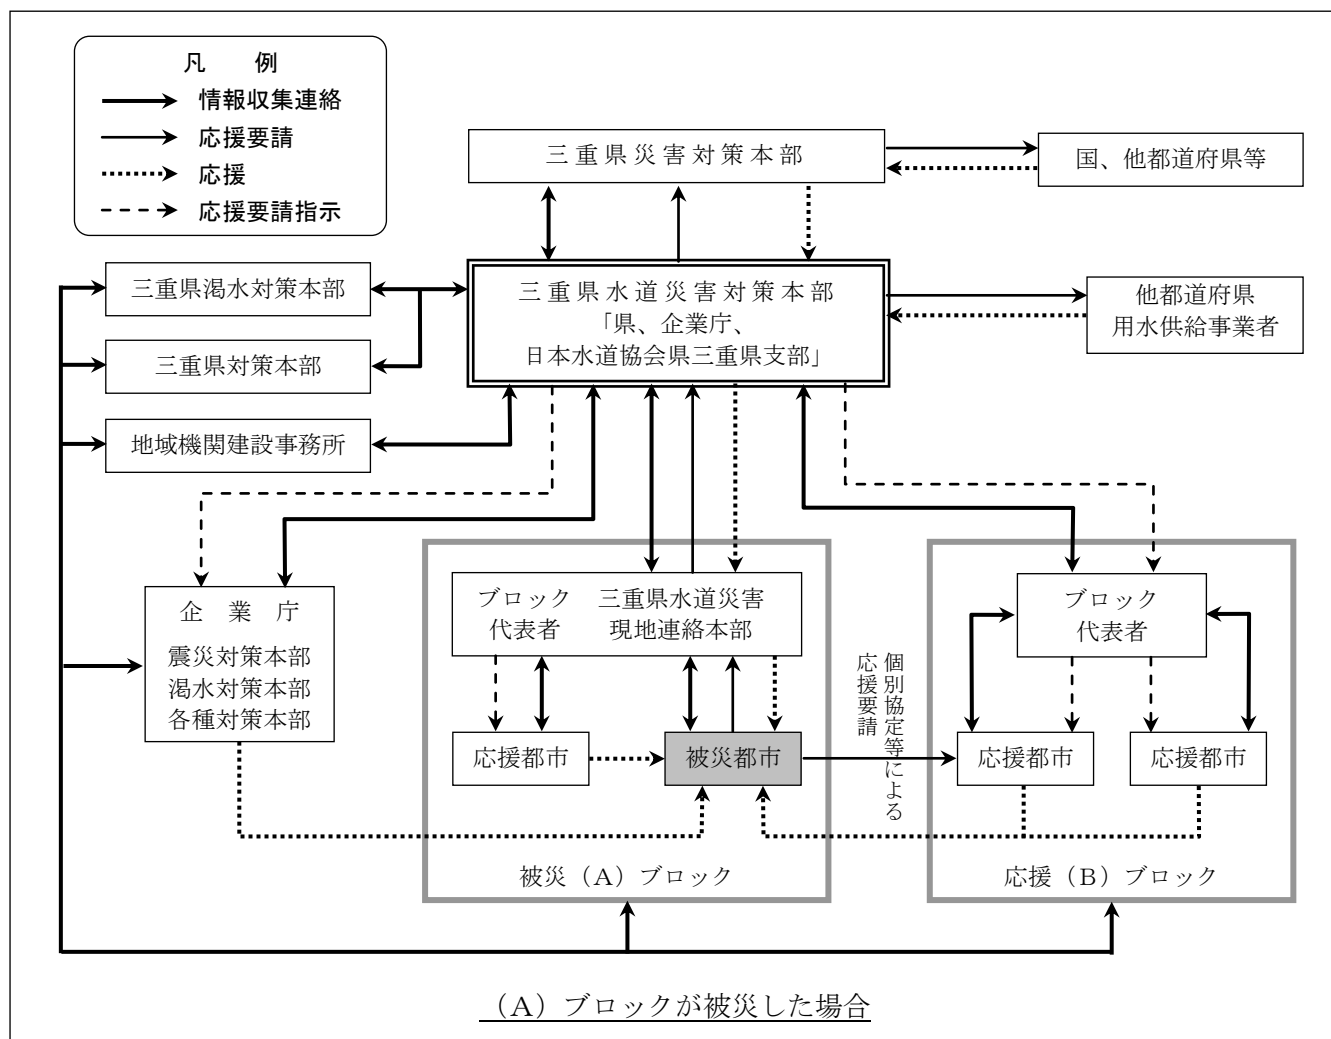 凡　例
情報収集連絡
応援要請
応援
応援要請指示
三重県災害対策本部
国、他都道府県等
三重県渇水対策本部
三重県水道災害対策本部
「県、企業庁、
日本水道協会県三重県支部」
他都道府県
用水供給事業者
三重県対策本部
地域機関建設事務所
企　業　庁
震災対策本部
渇水対策本部
各種対策本部
ブロック
代表者
三重県水道災害
現地連絡本部
応援都市
被災都市
個別協定等による
応援要請
ブロック
代表者
応援都市
応援都市
被災（A）ブロック
応援（B）ブロック
（A）ブロックが被災した場合